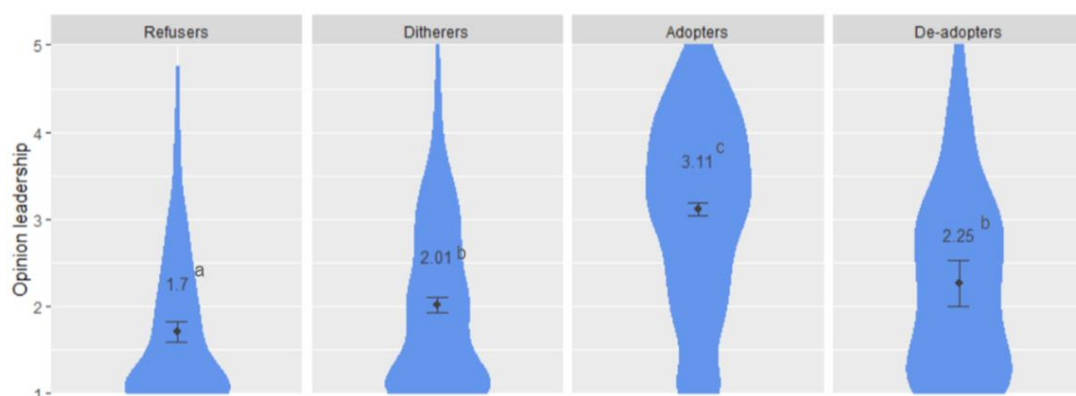 Refusers
Ditherers
Adopters
De-adopters
Opinion leadership
5
4
3
2
1
1.7 a
2.01 b
3.11 c
2.25 b